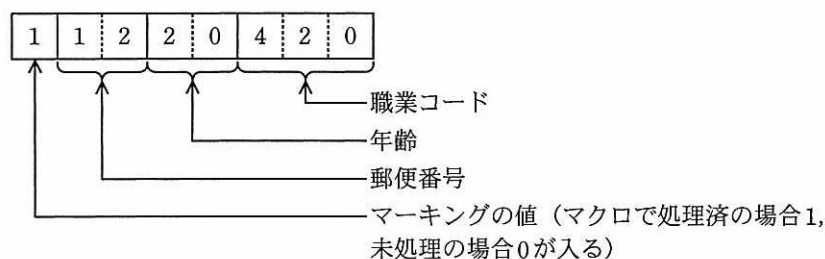 1 1 2 2 0 4 2 0
職業コード
年齢
郵便番号
マーキングの値（マクロで処理済の場合1,
未処理の場合0が入る）